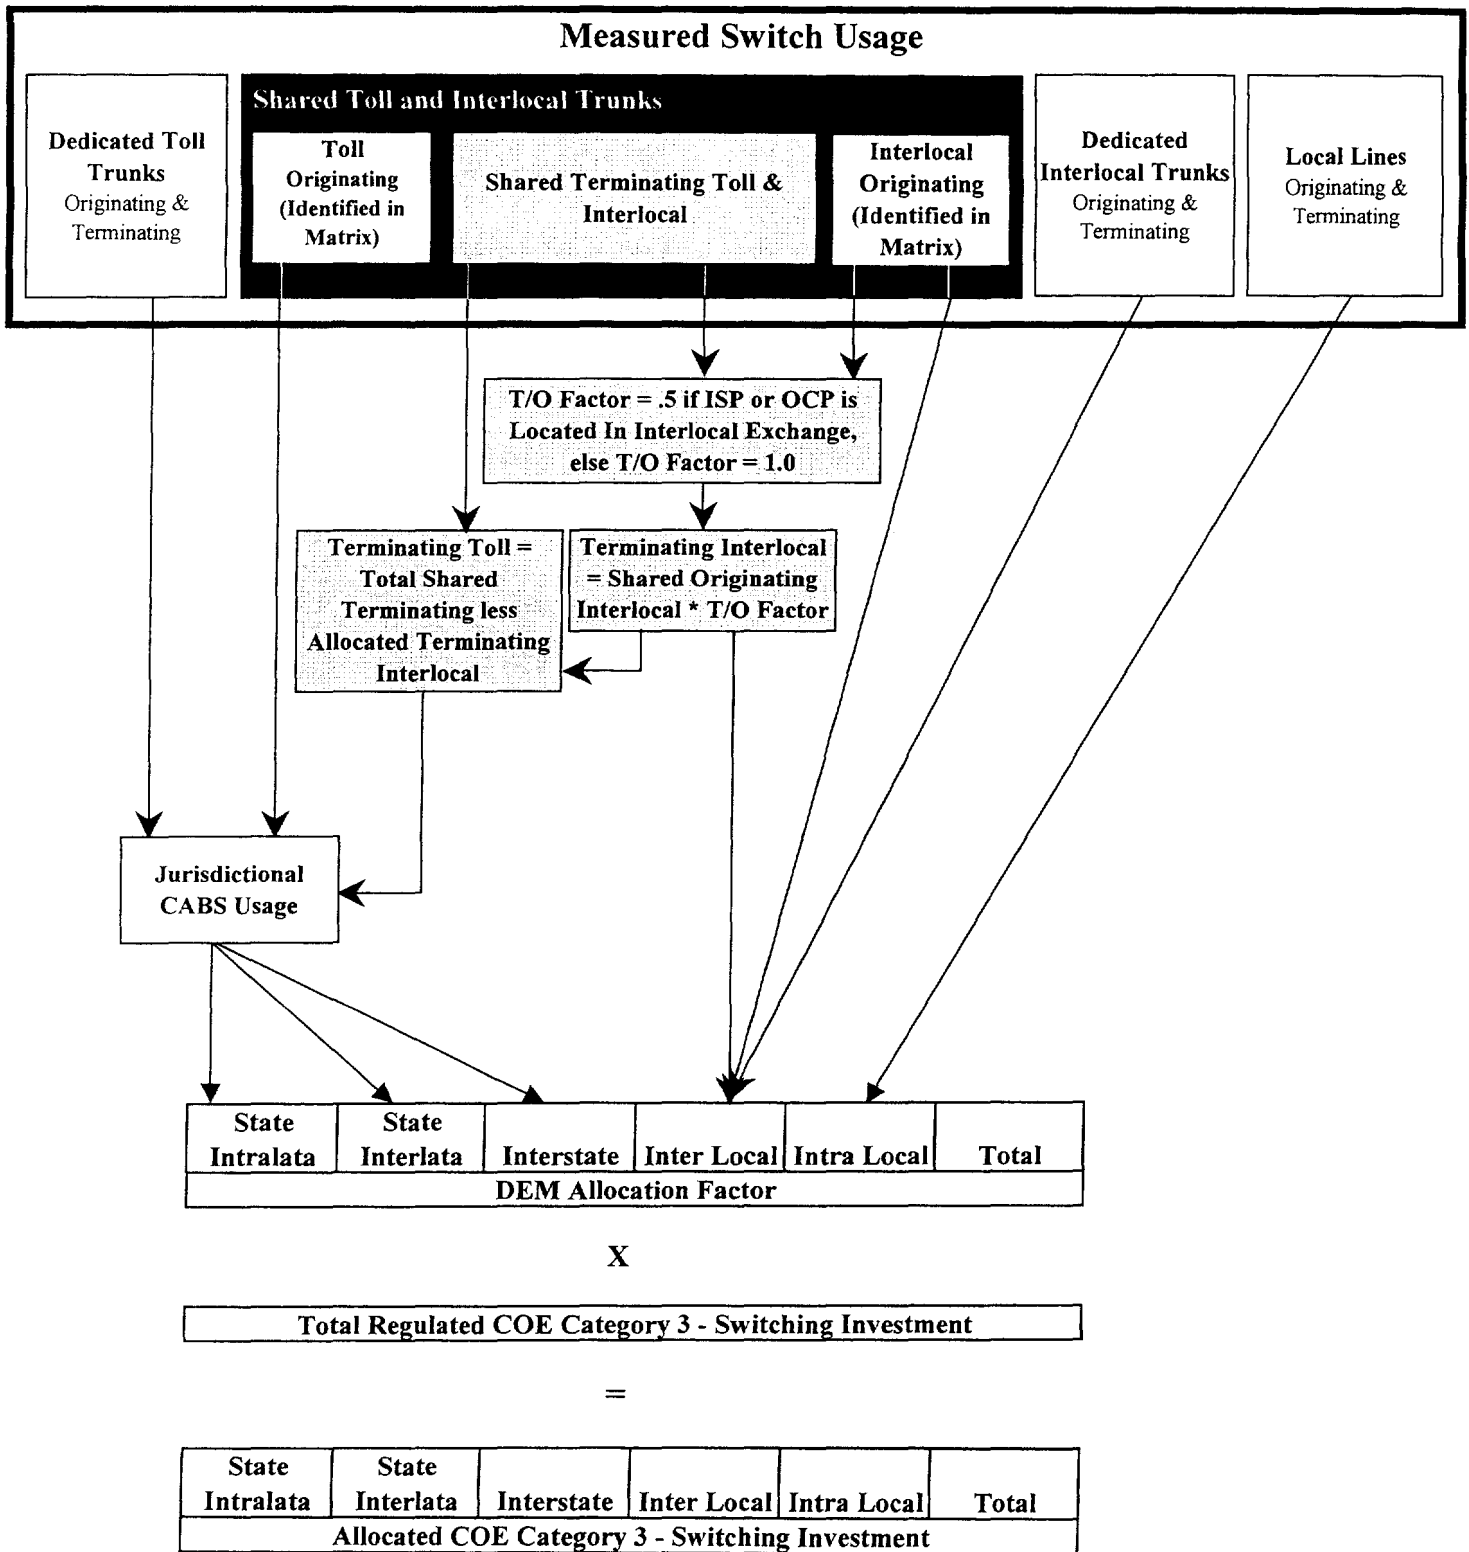 Measured Switch Usage
Dedicated Toll
Trunks
Originating &
Terminating
Shared Toll and Interlocal Trunks
Toll
Originating
(Identified in
Matrix)
Shared Terminating Toll &
Interlocal
Interlocal
Originating
(Identified in
Matrix)
Dedicated
Interlocal Trunks
Originating &
Terminating
Local Lines
Originating &
Terminating
T/O Factor = .5 if ISP or OCP is
Located In Interlocal Exchange,
else T/O Factor = 1.0
Terminating Toll =
Total Shared
Terminating less
Allocated Terminating
Interlocal
Terminating Interlocal
= Shared Originating
Interlocal * T/O Factor
Jurisdictional
CABS Usage
State
Intralata
State
Interlata
Interstate
Inter Local
Intra Local
Total
DEM Allocation Factor
X
Total Regulated COE Category 3 - Switching Investment
=
State
Intralata
State
Interlata
Interstate
Inter Local
Intra Local
Total
Allocated COE Category 3 - Switching Investment